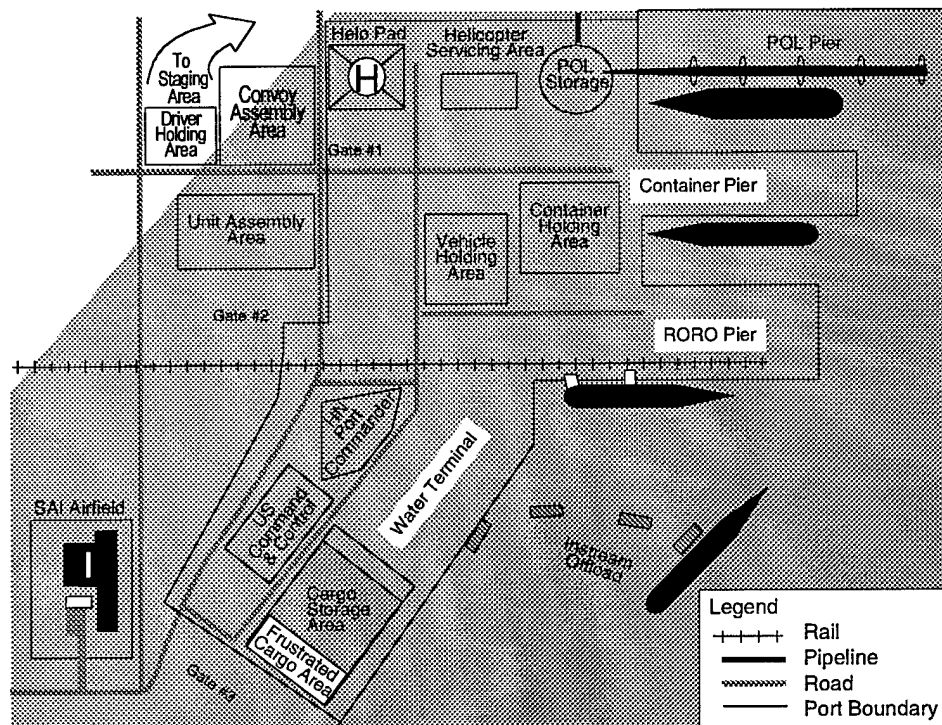 Helo Pad
H
Helicopter
Servicing Area
POL
Storage
POL Pier
To
Staging
Area
Convoy
Assembly
Area
Driver
Holding
Area
Gate #1
Container Pier
Unit Assembly
Area
Vehicle
Holding
Area
Container
Holding
Area
Gate #2
RORO Pier
HN
Port
Commander
Water Terminal
US
Command
& Control
SAI Airfield
Instream
Offload
Cargo
Storage
Area
Frustrated
Cargo Area
Gate #3
Legend
Rail
Pipeline
Road
Port Boundary